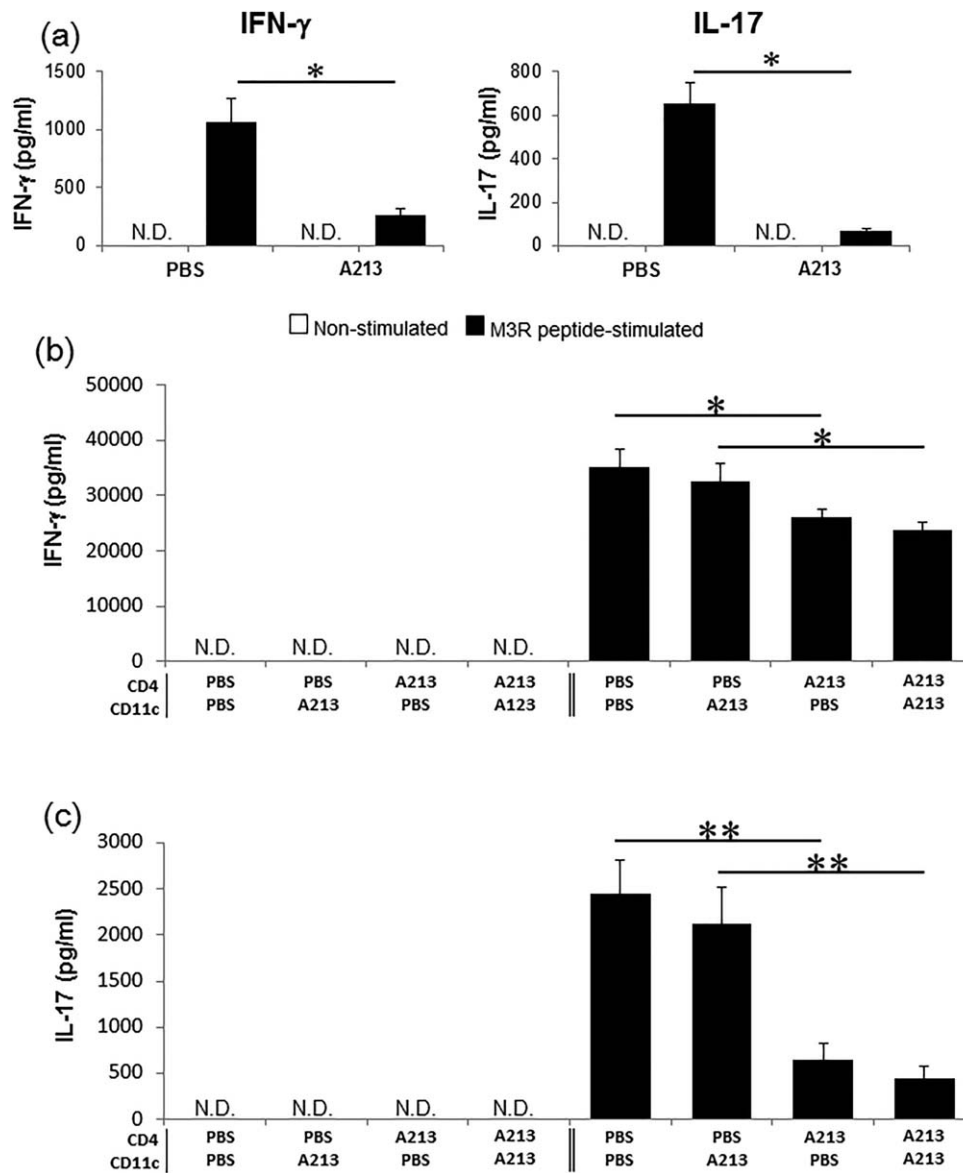 (a)
IFN-γ
IL-17
IFN-γ (pg/ml)
1500
1000
500
0
N.D.
N.D.
*
PBS
A213
IL-17 (pg/ml)
800
600
400
200
0
N.D.
N.D.
*
PBS
A213
Non-stimulated M3R peptide-stimulated
(b)
IFN-γ (pg/ml)
50000
40000
30000
20000
10000
0
N.D. N.D. N.D. N.D.
*
*
CD4 PBS PBS A213 A213 PBS PBS A213 A213
CD11c PBS A213 PBS A123 PBS A213 PBS A213
(c)
IL-17 (pg/ml)
3000
2500
2000
1500
1000
500
0
N.D. N.D. N.D. N.D.
**
**
CD4 PBS PBS A213 A213 PBS PBS A213 A213
CD11c PBS A213 PBS A213 PBS A213 PBS A213